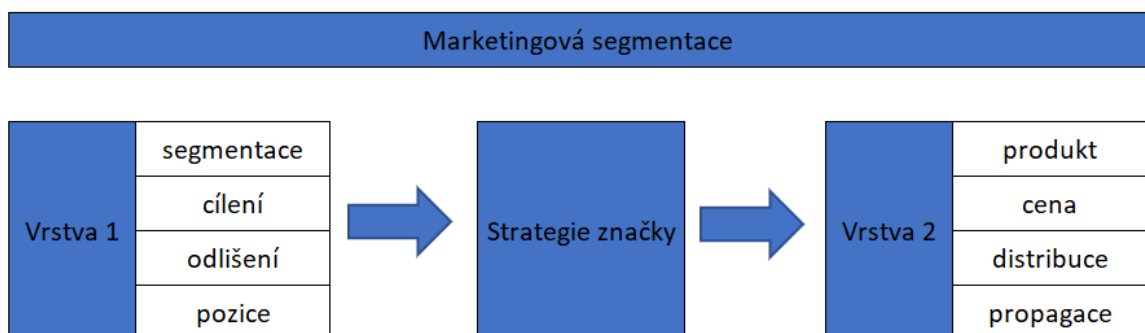 Marketingová segmentace
Vrstva 1
segmentace
cílení
odlišení
pozice
Strategie značky
Vrstva 2
produkt
cena
distribuce
propagace